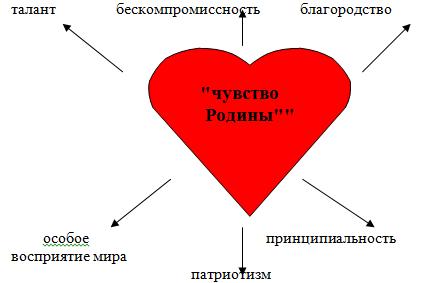 талант бескомпромиссность благородство
"чувство
Родины""
особое
восприятие мира
принципиальность
патриотизм